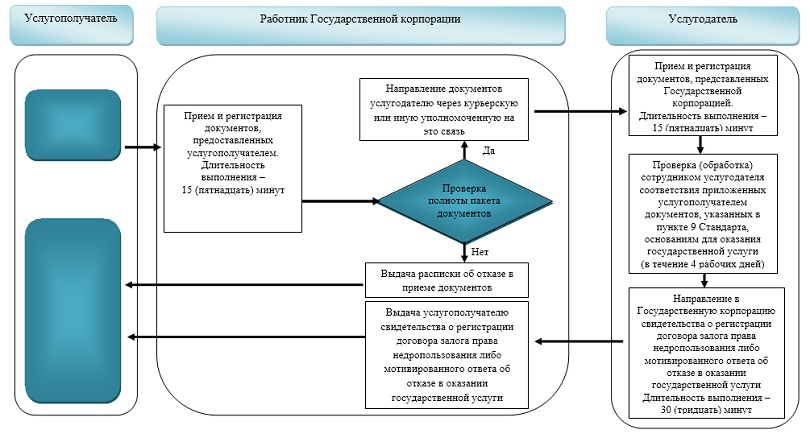 Услугополучатель
Работник Государственной корпорации
Услугодатель
Прием и регистрация
документов,
предоставленных
услугополучателем.
Длительность
выполнения –
15 (пятнадцать) минут
Направление документов
услугодателю через курьерскую
или иную уполномоченную на
это связь
Да
Проверка
полноты пакета
документов
Нет
Выдача расписки об отказе в
приеме документов
Выдача услугополучателю
свидетельства о регистрации
договора залога права
недропользования либо
мотивированного ответа об
отказе в оказании
государственной услуги
Прием и регистрация
документов, представленных
Государственной
корпорацией.
Длительность выполнения –
15 (пятнадцать) минут
Проверка (обработка)
сотрудником услугодателя
соответствия приложенных
услугополучателем
документов, указанных в
пункте 9 Стандарта,
основаниям для оказания
государственной услуги
(в течение 4 рабочих дней)
Направление в
Государственную корпорацию
свидетельства о регистрации
договора залога права
недропользования либо
мотивированного ответа об
отказе в оказании
государственной услуги
Длительность выполнения –
30 (тридцать) минут